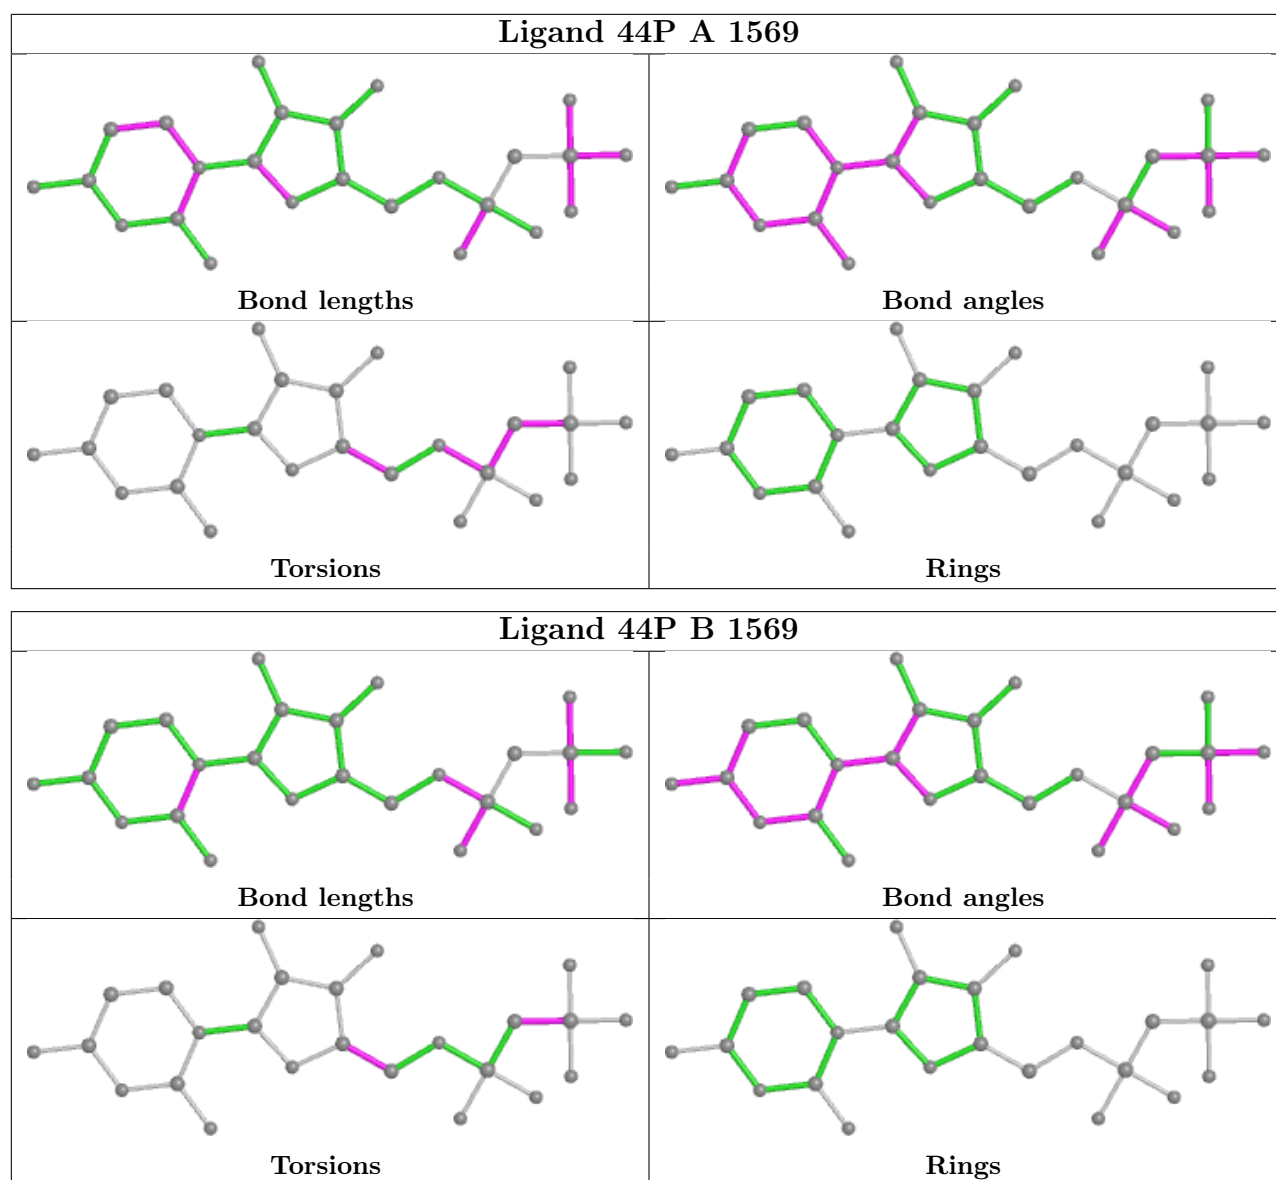 Ligand 44P A 1569
Bond lengths
Bond angles
Torsions
Rings
Ligand 44P B 1569
Bond lengths
Bond angles
Torsions
Rings